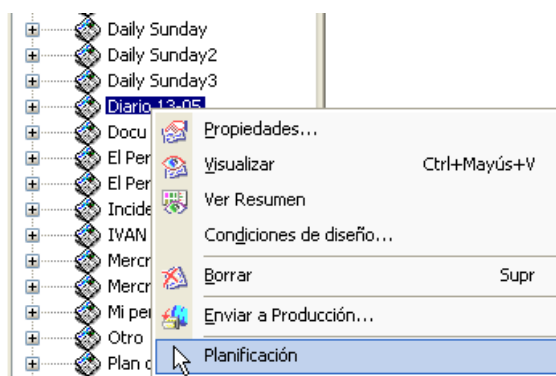 Daily Sunday
Daily Sunday2
Daily Sunday3
Diario 13-05
Docu
El Per
El Per
Incide
IVAN
Mercr
Mercr
Mi per
Otro
Plan
Propiedades...
Visualizar Ctrl+Mayús+V
Ver Resumen
Condiciones de diseño...
Borrar Supr
Enviar a Producción...
Planificación